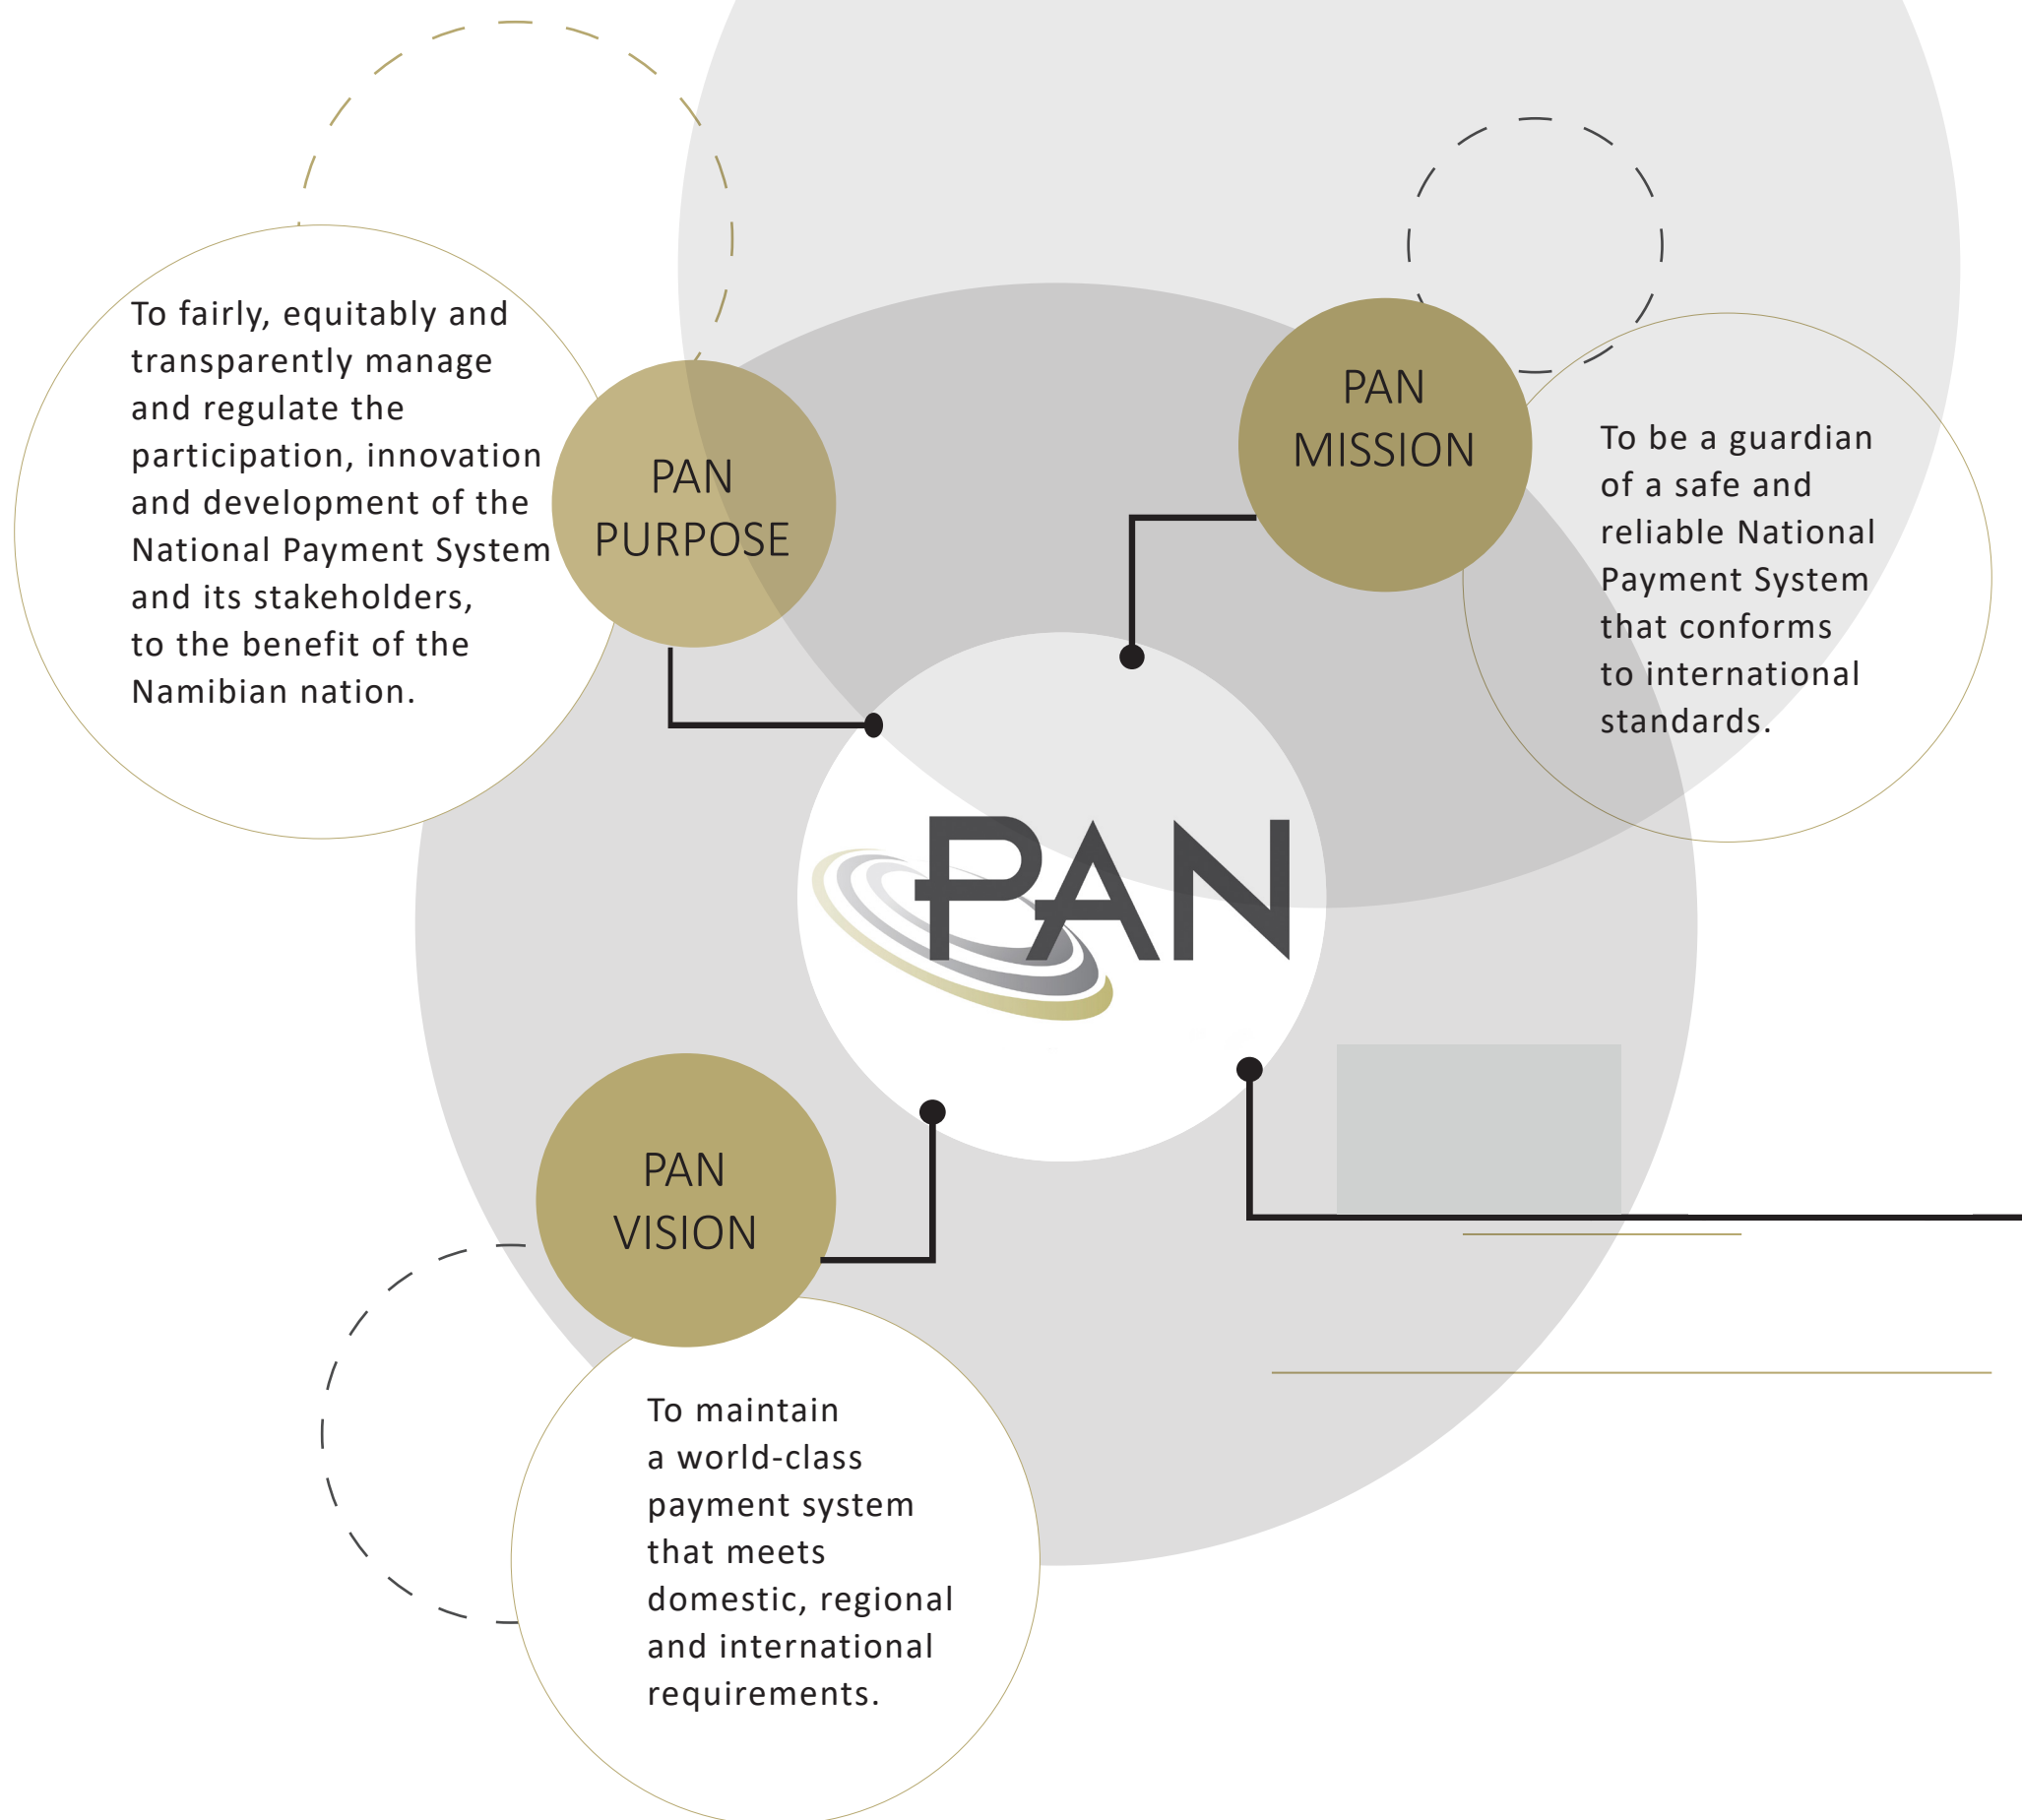 To fairly, equitably and
transparently manage
and regulate the
participation, innovation
and development of the
National Payment System
and its stakeholders,
to the benefit of the
Namibian nation.
PAN
PURPOSE
PAN
MISSION
To be a guardian
of a safe and
reliable National
Payment System
that conforms
to international
standards.
PAN
PAN
VISION
To maintain
a world-class
payment system
that meets
domestic, regional
and international
requirements.